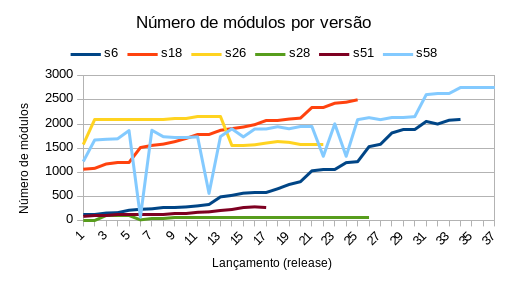 Número de módulos por versão
s6 s18 s26 s28 s51 s58
Número de módulos
3000
2500
2000
1500
1000
500
0
1 3 5 7 9 11 13 15 17 19 21 23 25 27 29 31 33 35 37
Lançamento (release)